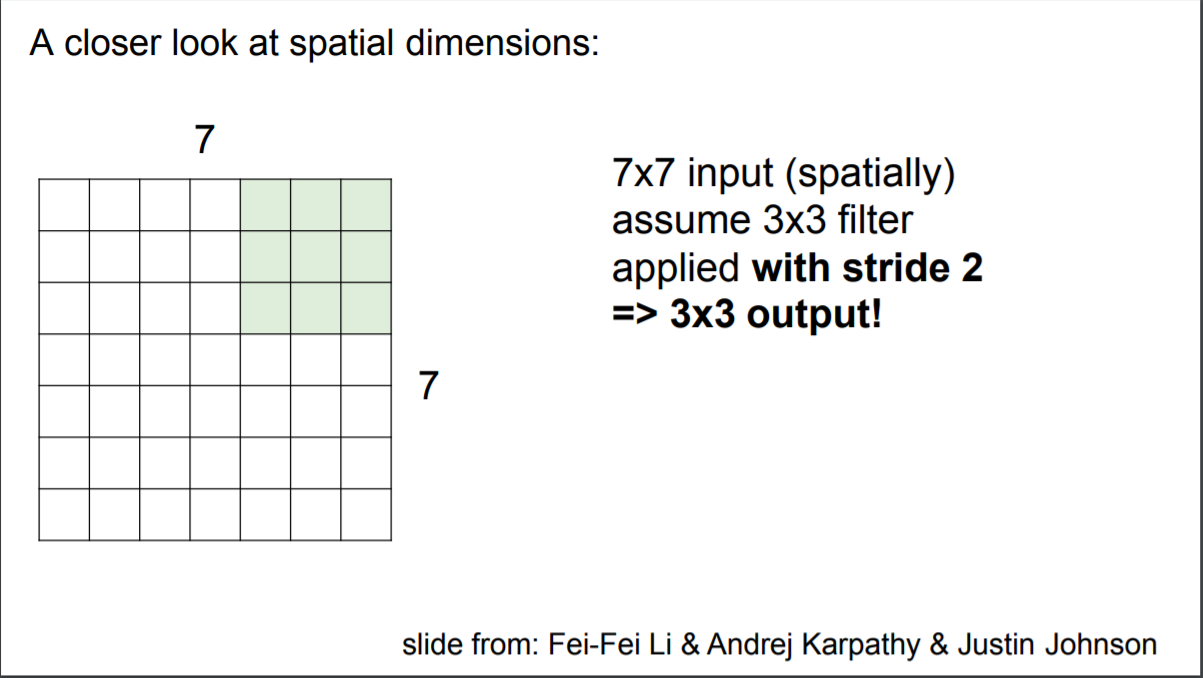 A closer look at spatial dimensions:
7
7x7 input (spatially)
assume 3x3 filter
applied with stride 2
=> 3x3 output!
7
slide from: Fei-Fei Li & Andrej Karpathy & Justin Johnson